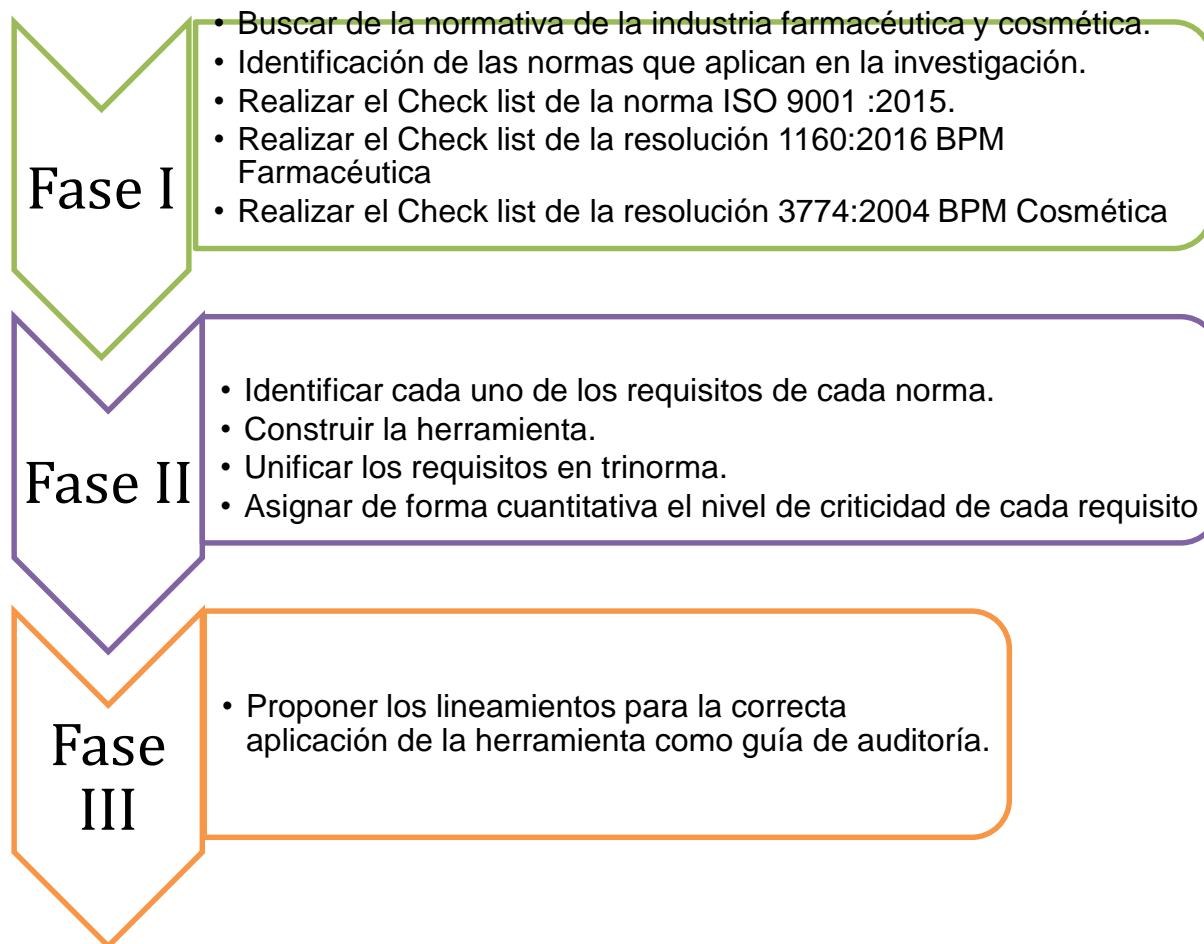 Fase I
• Buscar de la normativa de la industria farmacéutica y cosmética.
• Identificación de las normas que aplican en la investigación.
• Realizar el Check list de la norma ISO 9001 :2015.
• Realizar el Check list de la resolución 1160:2016 BPM
Farmacéutica
• Realizar el Check list de la resolución 3774:2004 BPM Cosmética
Fase II
• Identificar cada uno de los requisitos de cada norma.
• Construir la herramienta.
• Unificar los requisitos en trinorma.
• Asignar de forma cuantitativa el nivel de criticidad de cada requisito
Fase
III
• Proponer los lineamientos para la correcta
aplicación de la herramienta como guía de auditoría.